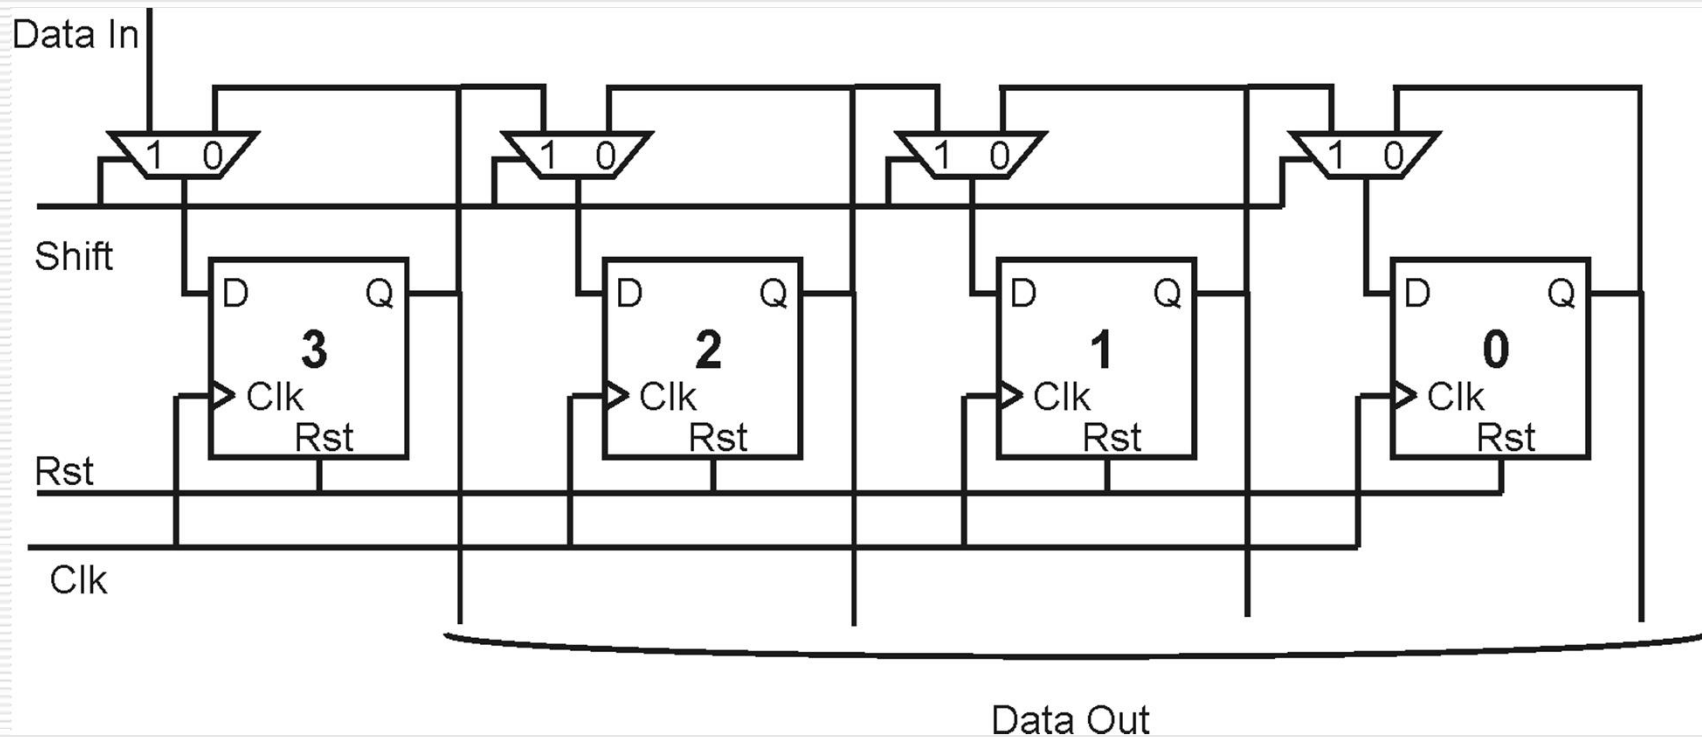 Data In
1 0 1 0 1 0 1 0
Shift
D Q D Q D Q D Q
3 2 1 0
Clk Clk Clk Clk
Rst Rst Rst Rst
Rst
Clk
Data Out